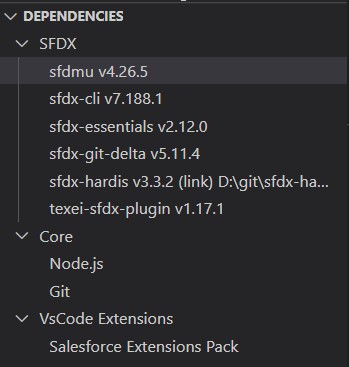 DEPENDENCIES
SFDX
sfdmu v4.26.5
sfdx-cli v7.188.1
sfdx-essentials v2.12.0
sfdx-git-delta v5.11.4
sfdx-hardis v3.3.2 (link) D:\git\sfdx-ha...
texei-sfdx-plugin v1.17.1
Core
Node.js
Git
VsCode Extensions
Salesforce Extensions Pack